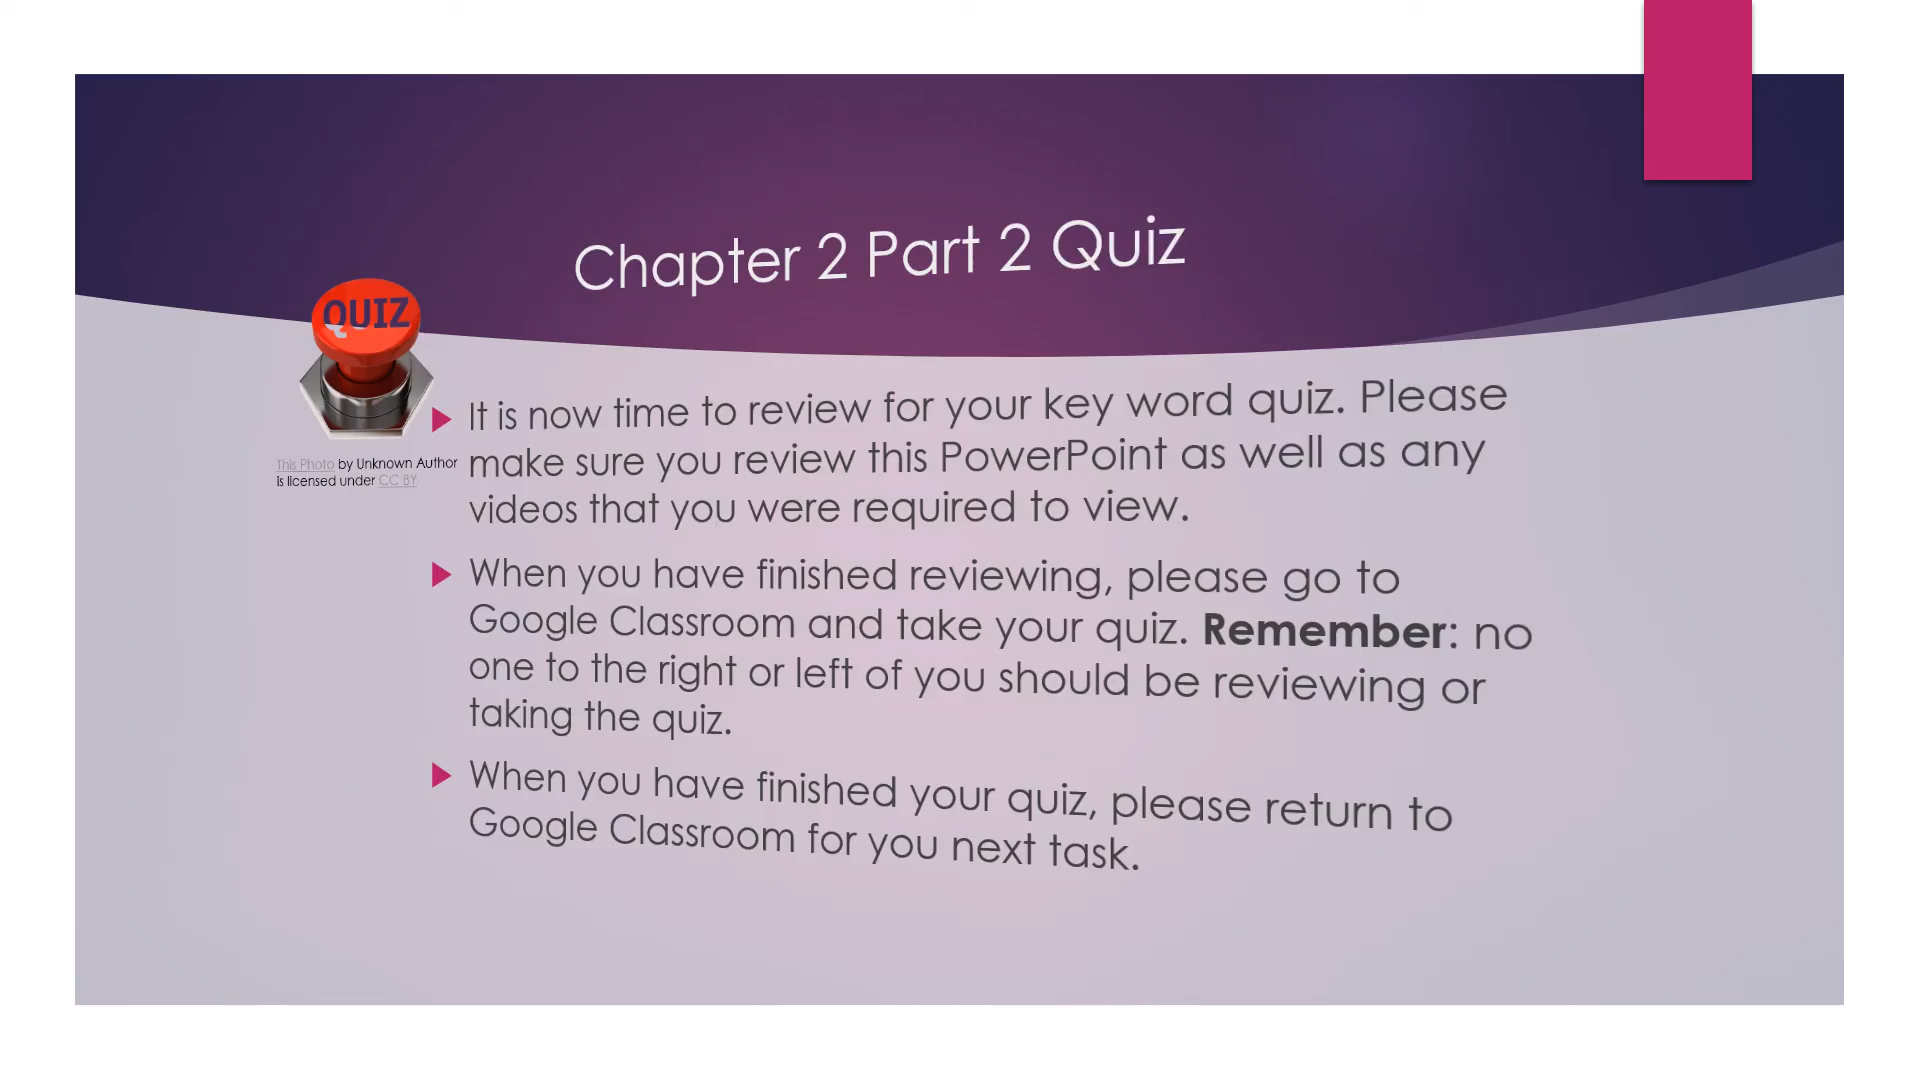 Chapter 2 Part 2 Quiz
QUIZ
This Photo by Unknown Author
is licensed under CC BY
It is now time to review for your key word quiz. Please
make sure you review this PowerPoint as well as any
videos that you were required to view.
When you have finished reviewing, please go to
Google Classroom and take your quiz. Remember: no
one to the right or left of you should be reviewing or
taking the quiz.
When you have finished your quiz, please return to
Google Classroom for you next task.